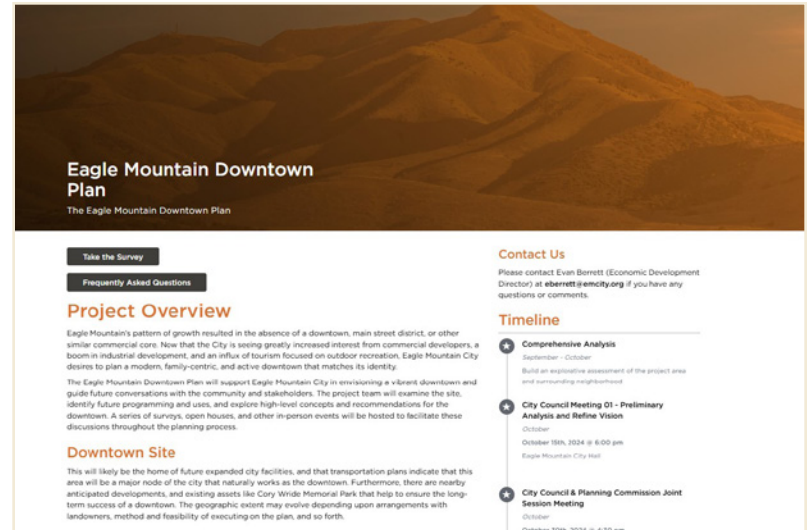 Eagle Mountain Downtown
Plan
The Eagle Mountain Downtown Plan
Take the Survey
Frequently Asked Questions
Project Overview
Eagle Mountain's pattern of growth resulted in the absence of a downtown, main street district, or other
similar commercial core. Now that the City is seeing greatly increased interest from commercial developers, a
boom in industrial development, and an influx of tourism focused on outdoor recreation, Eagle Mountain City
desires to plan a modern, family-centric, and active downtown that matches its identity.
The Eagle Mountain Downtown Plan will support Eagle Mountain City in envisioning a vibrant downtown and
guide future conversations with the community and stakeholders. The project team will examine the site,
identify future programming and uses, and explore high-level concepts and recommendations for the
downtown. A series of surveys, open houses, and other in-person events will be hosted to facilitate these
discussions throughout the planning process.
Downtown Site
This will likely be the home of future expanded city facilities, and that transportation plans indicate that this
area will be a major node of the city that naturally works as the downtown. Furthermore, there are nearby
anticipated developments, and existing assets like Cory Wride Memorial Park that help to ensure the long-
term success of a downtown. The geographic extent may evolve depending upon arrangements with
landowners, method and feasibility of executing on the plan, and so forth.
Contact Us
Please contact Evan Berrett (Economic Development
Director) at eberrett@emcity.org if you have any
questions or comments.
Timeline
Comprehensive Analysis
September - October
Build an explorative assessment of the project area
and surrounding neighborhood
City Council Meeting 01 - Preliminary
Analysis and Refine Vision
October
October 15th, 2024 @ 6:00 pm
Eagle Mountain City Hall
City Council & Planning Commission Joint
Session Meeting
October
October 30th, 2024 @ 4:30 pm